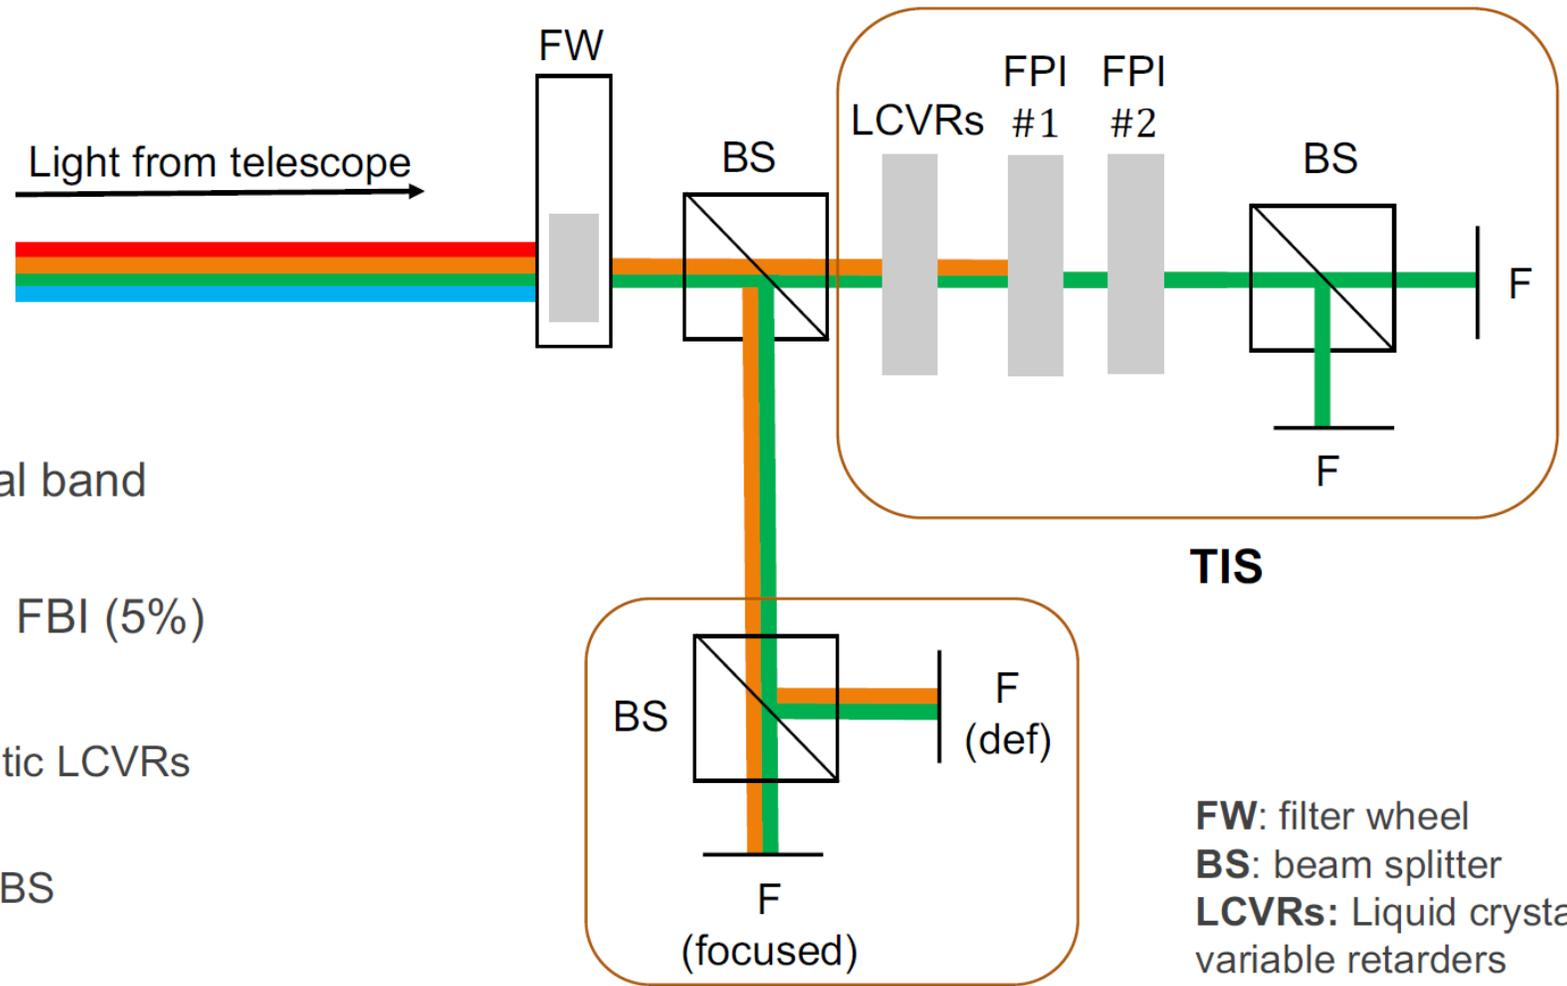 FW
FPI FPI
LCVRs #1 #2
Light from telescope
BS
BS
F
F
al band
TIS
FBI (5%)
BS
F
(def)
tic LCVRs
BS
F
(focused)
FW: filter wheel
BS: beam splitter
LCVRs: Liquid crysta
variable retarders